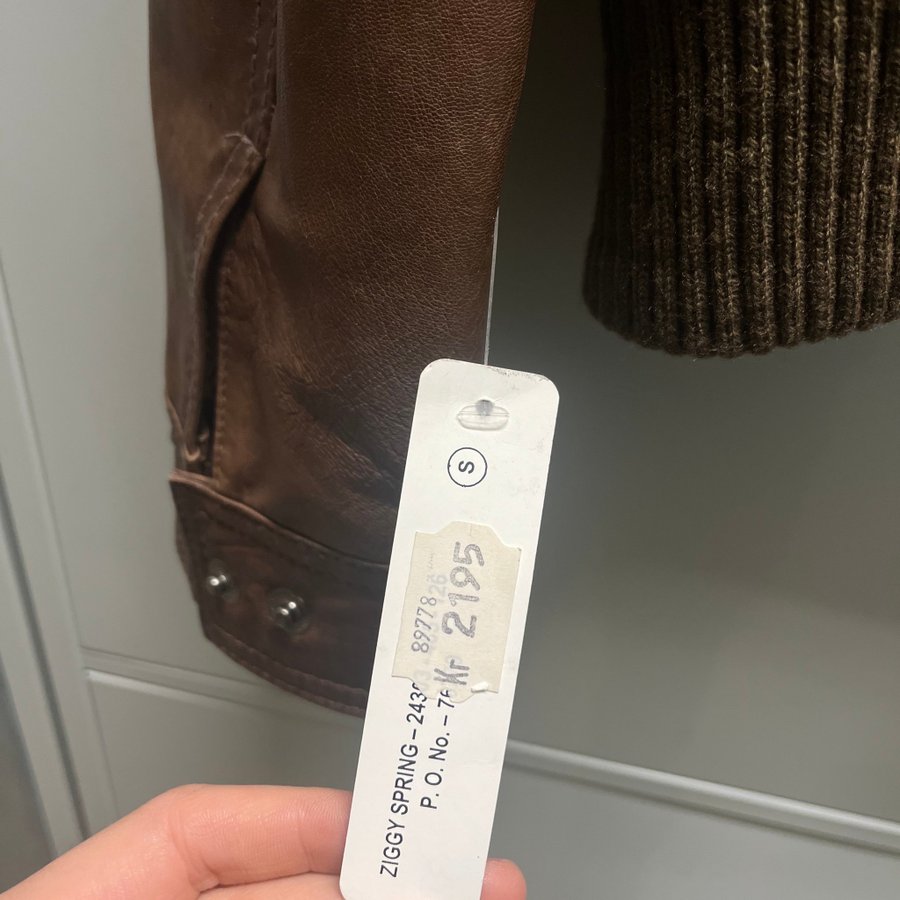 S
89778
Kr 2195
ZIGGY SPRING – 243
P. O. No. – 7